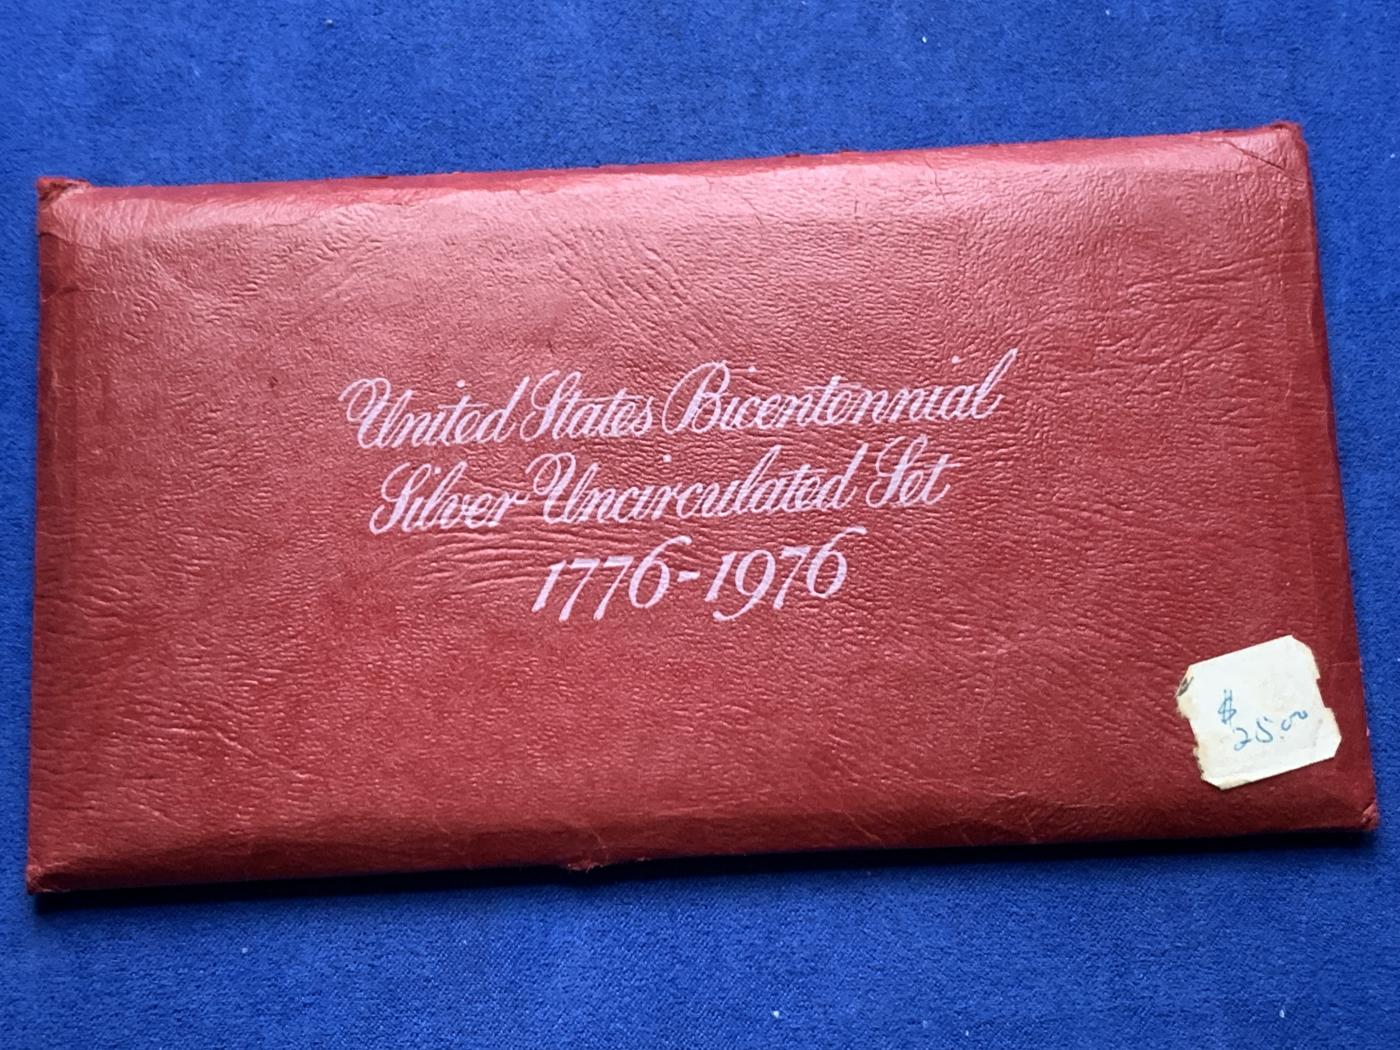 United States Bicentennial
Silver Uncirculated Set
1776-1976
$
25.00